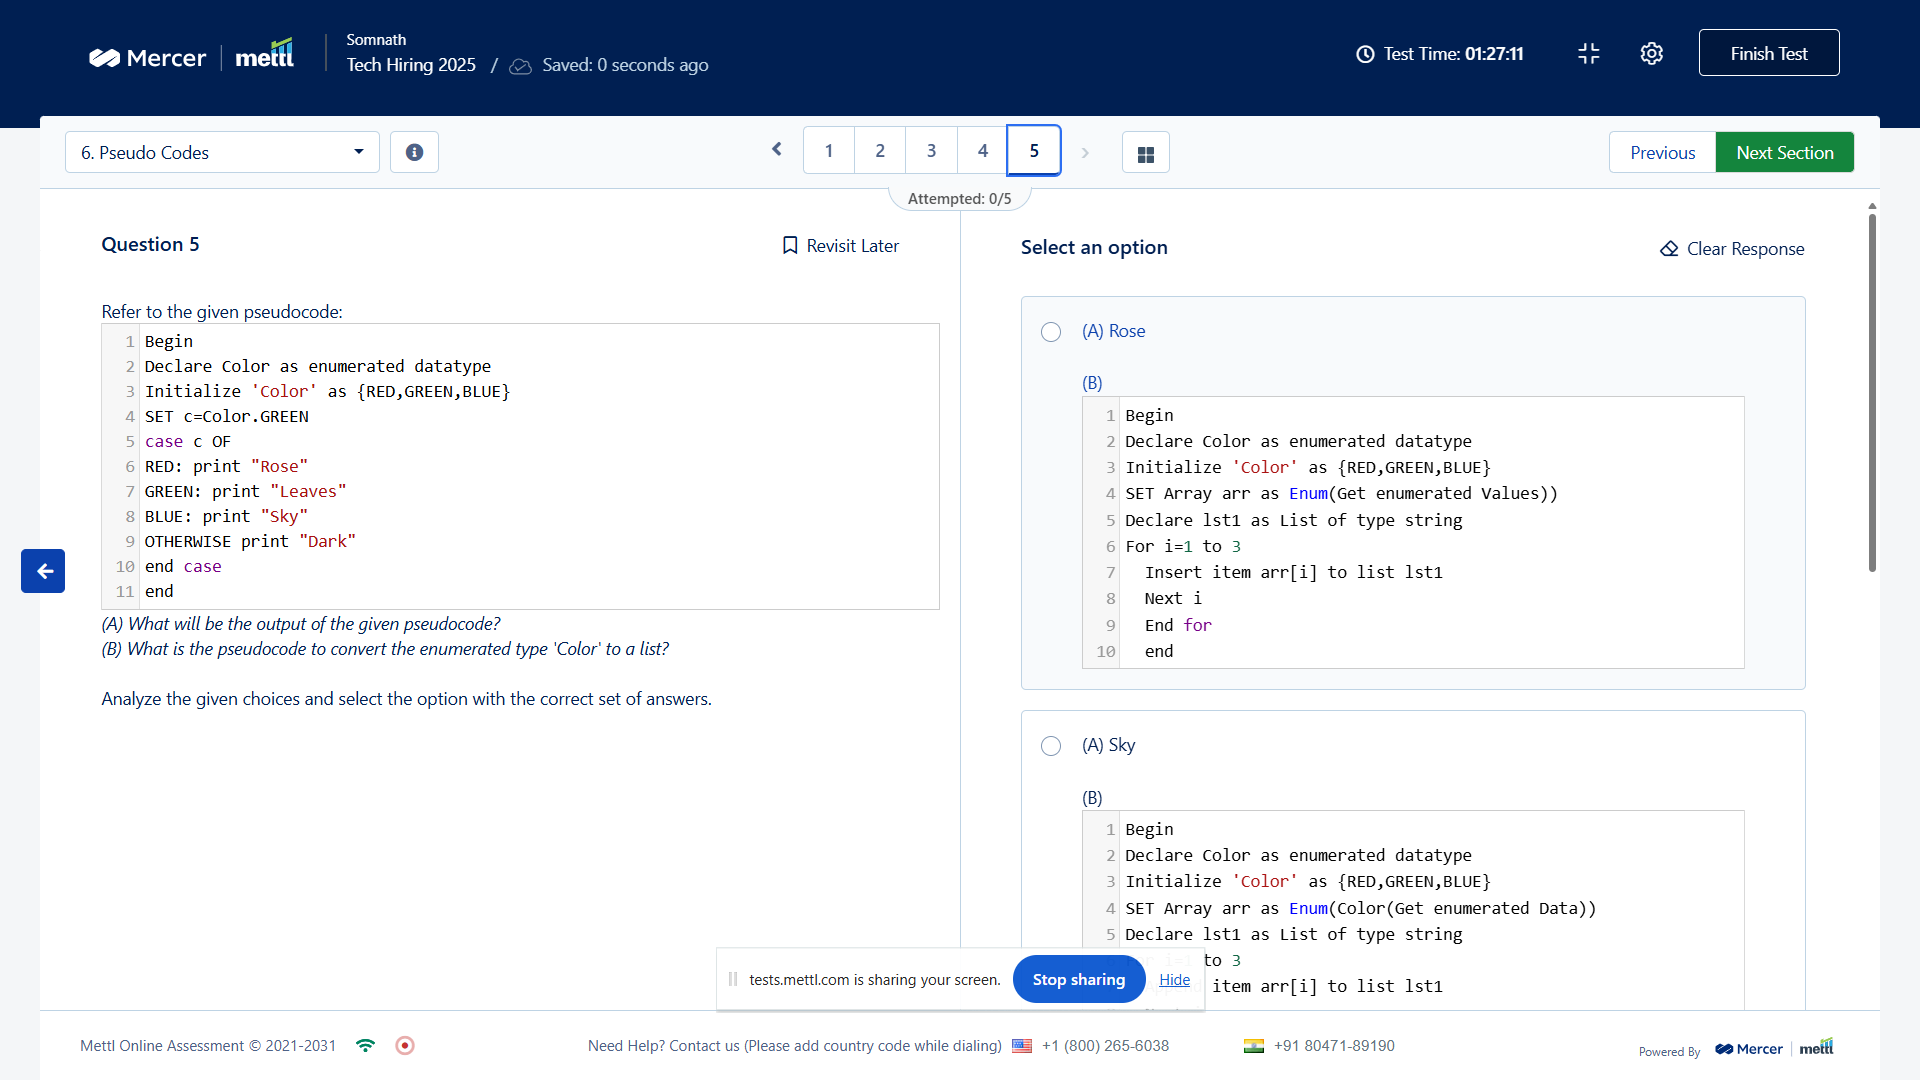 Mercer
mettl
Somnath
Tech Hiring 2025 / Saved: 0 seconds ago
Test Time: 01:27:11
Finish Test
6. Pseudo Codes
1
2
3
4
5
Previous
Next Section
Attempted: 0/5
Question 5
Revisit Later
Refer to the given pseudocode:
1 Begin
2 Declare Color as enumerated datatype
3 Initialize 'Color' as {RED,GREEN,BLUE}
4 SET c=Color.GREEN
5 case c OF
6 RED: print "Rose"
7 GREEN: print "Leaves"
8 BLUE: print "Sky"
9 OTHERWISE print "Dark"
10 end case
11 end
(A) What will be the output of the given pseudocode?
(B) What is the pseudocode to convert the enumerated type 'Color' to a list?
Analyze the given choices and select the option with the correct set of answers.
Select an option
Clear Response
(A) Rose
(B)
1 Begin
2 Declare Color as enumerated datatype
3 Initialize 'Color' as {RED,GREEN,BLUE}
4 SET Array arr as Enum(Get enumerated Values))
5 Declare lst1 as List of type string
6 For i=1 to 3
7 Insert item arr[i] to list lst1
8 Next i
9 End for
10 end
(A) Sky
(B)
1 Begin
2 Declare Color as enumerated datatype
3 Initialize 'Color' as {RED,GREEN,BLUE}
4 SET Array arr as Enum(Color(Get enumerated Data))
5 Declare lst1 as List of type string
to 3
item arr[i] to list lst1
tests.mettl.com is sharing your screen.
Stop sharing
Hide
Mettl Online Assessment © 2021-2031
Need Help? Contact us (Please add country code while dialing)
+1 (800) 265-6038
+91 80471-89190
Powered By
Mercer
mettl